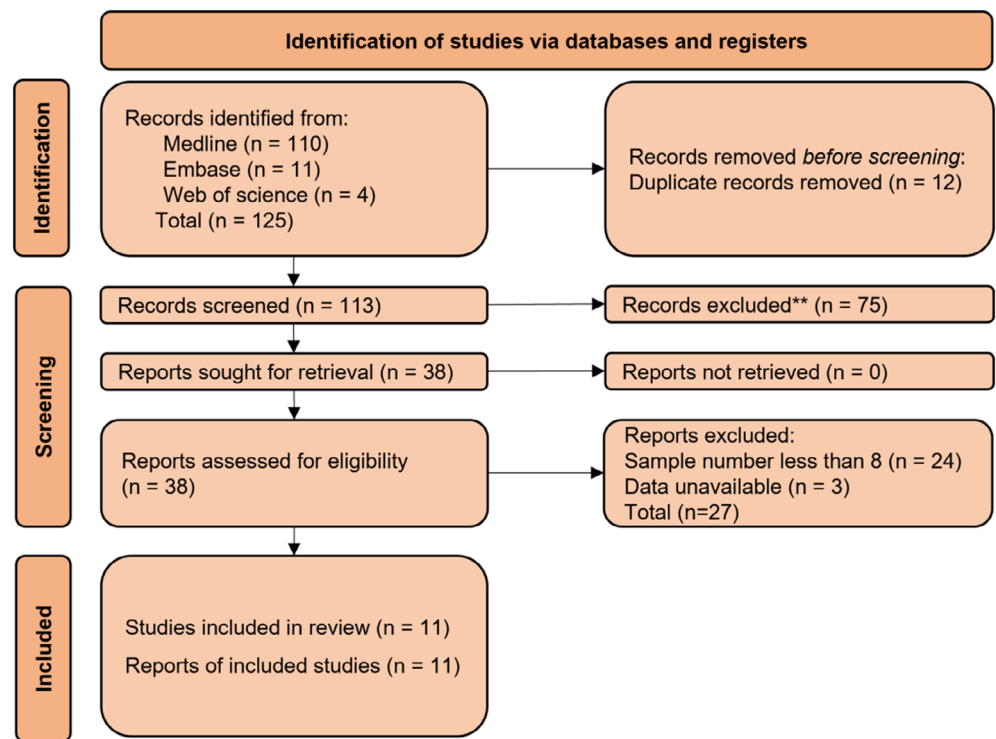 Identification of studies via databases and registers
Identification
Records identified from:
Medline (n = 110)
Embase (n = 11)
Web of science (n = 4)
Total (n = 125)
Records removed before screening:
Duplicate records removed (n = 12)
Screening
Records screened (n = 113)
Records excluded** (n = 75)
Reports sought for retrieval (n = 38)
Reports not retrieved (n = 0)
Reports assessed for eligibility
(n = 38)
Reports excluded:
Sample number less than 8 (n = 24)
Data unavailable (n = 3)
Total (n=27)
Included
Studies included in review (n = 11)
Reports of included studies (n = 11)